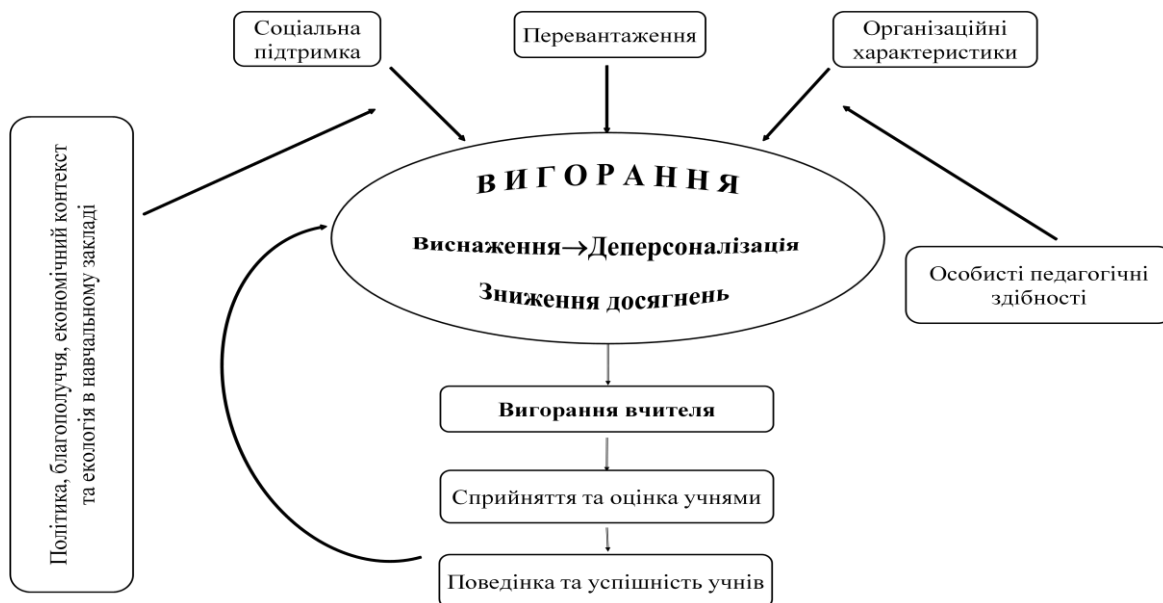 Соціальна
підтримка
Перевантаження
Організаційні
характеристики
Політика, благополуччя, економічний контекст
та екологія в навчальному закладі
ВИГОРАННЯ
Виснаження→Деперсоналізація
Зниження досягнень
Особисті педагогічні
здібності
Вигорання вчителя
Сприйняття та оцінка учнями
Поведінка та успішність учнів